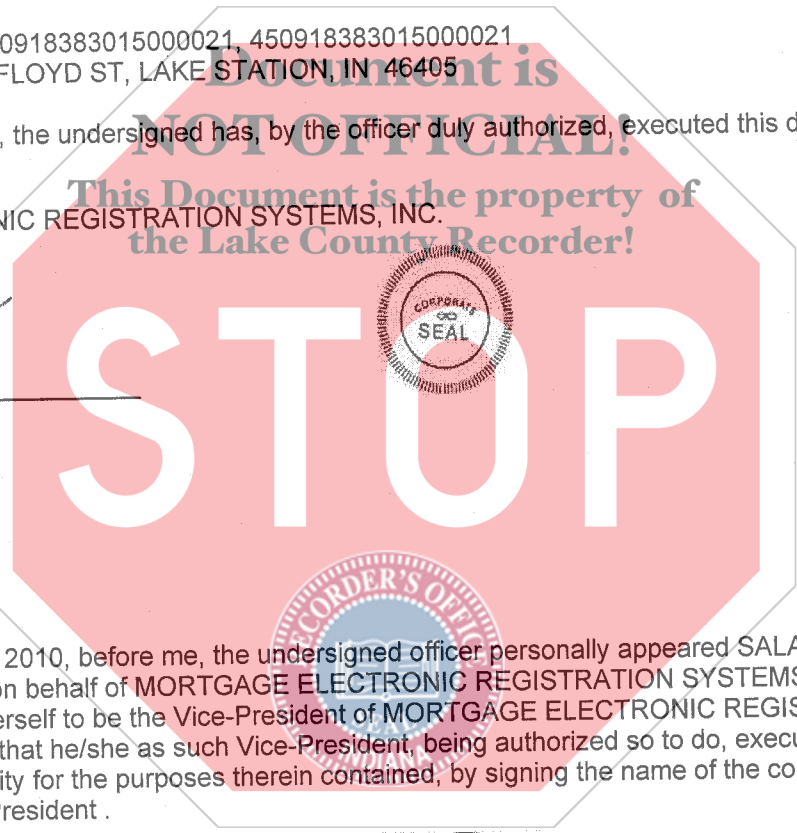 0918383015000021, 450918383015000021
FLOYD ST, LAKE STATION, IN 46405
Document is
, the undersigned has, by the officer duly authorized, executed this d
NOT OFFICIAL!
This Document is the property of
NIC REGISTRATION SYSTEMS, INC.
the Lake County Recorder!
CORPORATE
SEAL
STOP
RECORDER'S OFFICE
2010, before me, the undersigned officer personally appeared SALA
on behalf of MORTGAGE ELECTRONIC REGISTRATION SYSTEMS
erself to be the Vice-President of MORTGAGE ELECTRONIC REGIS
SEAL
that he/she as such Vice-President, being authorized so to do, execu
INDIANA
ity for the purposes therein contained, by signing the name of the co
resident .